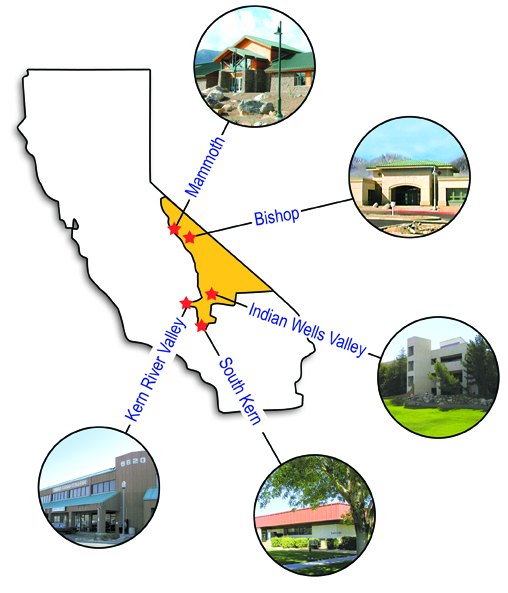 Mammoth
Bishop
Indian Wells Valley
Kern River Valley
South Kern